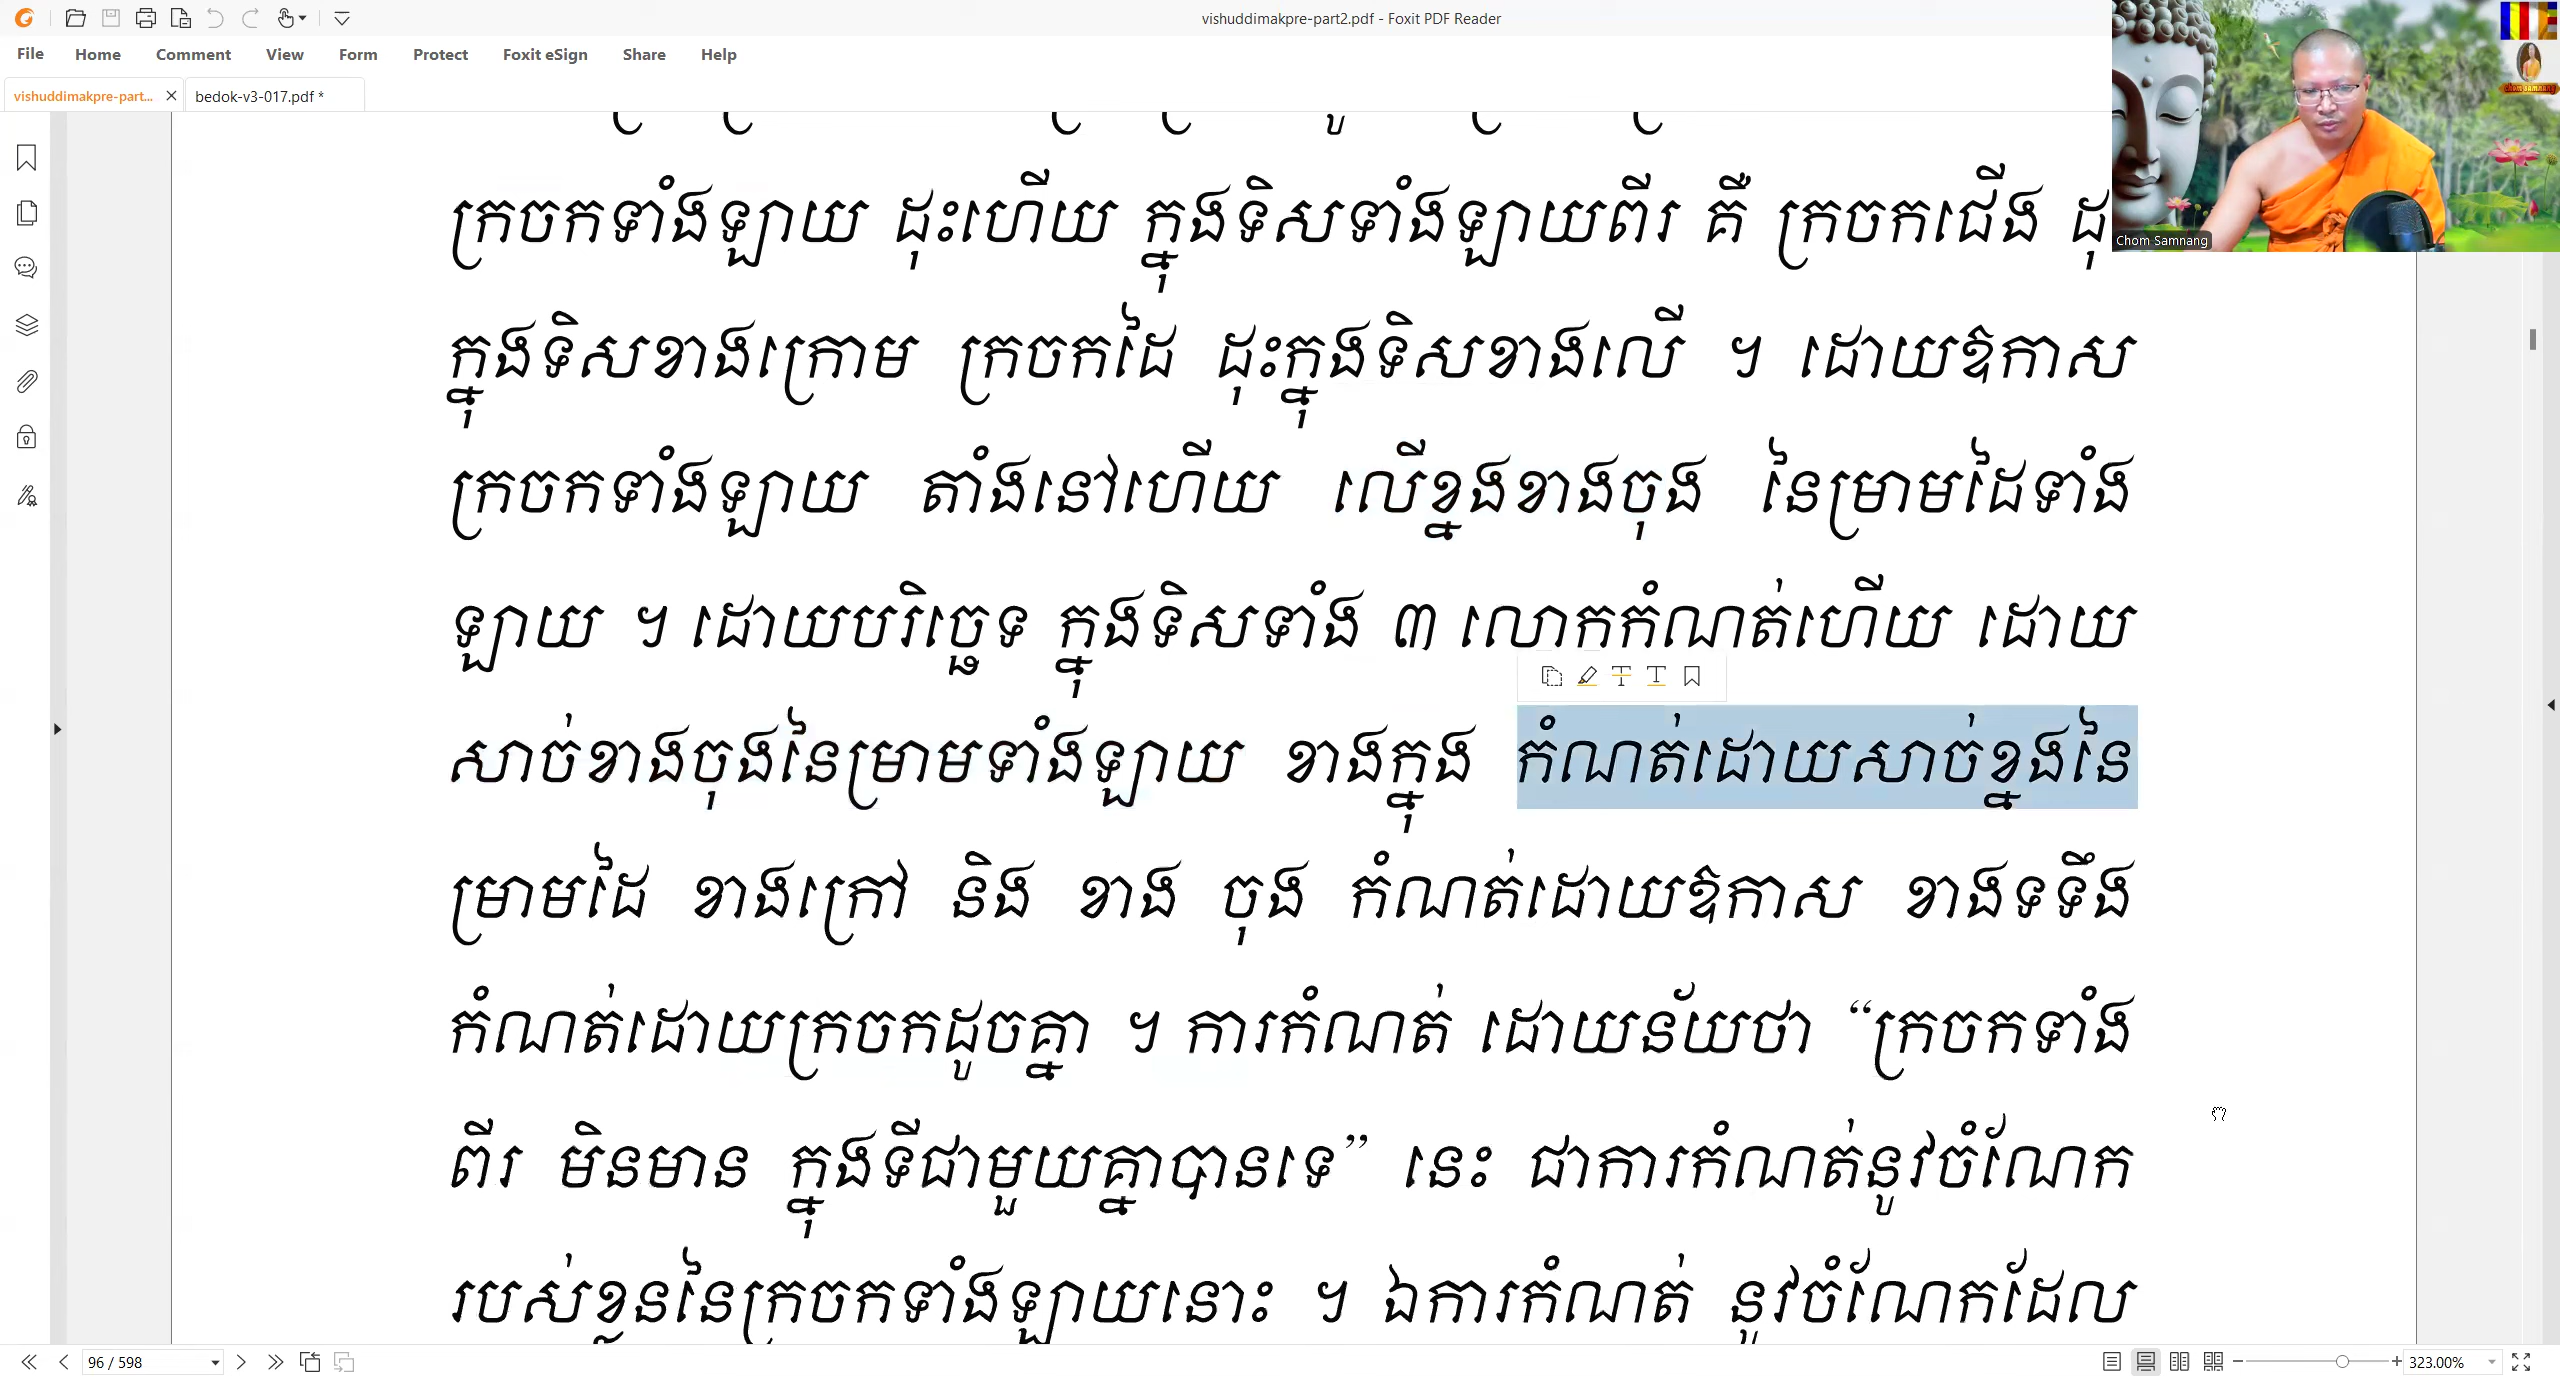 vishuddimakpre-part2.pdf - Foxit PDF Reader
File Home Comment View Form Protect Foxit eSign Share Help
vishuddimakpre-part... bedok-v3-017.pdf *
Chom Samnang
ក្រចកទាំងឡាយ ដុះហើយ ក្នុងទិសទាំងឡាយពីរ គឺ ក្រចកជើង ដុ
ក្នុងទិសខាងក្រោម ក្រចកដៃ ដុះក្នុងទិសខាងលើ ។ ដោយឱកាស
ក្រចកទាំងឡាយ តាំងនៅហើយ លើខ្នងខាងចុង នៃម្រាមដៃទាំង
ឡាយ ។ ដោយបរិច្ឆេទ ក្នុងទិសទាំង ៣ លោកកំណត់ហើយ ដោយ
សាច់ខាងចុងនៃម្រាមទាំងឡាយ ខាងក្នុង កំណត់ដោយសាច់ខ្នងនៃ
ម្រាមដៃ ខាងក្រៅ និង ខាង ចុង កំណត់ដោយឱកាស ខាងទទឹង
កំណត់ដោយក្រចកដូចគ្នា ។ ការកំណត់ ដោយន័យថា “ក្រចកទាំង
ពីរ មិនមាន ក្នុងទីជាមួយគ្នាបានទេ” នេះ ជាការកំណត់នូវចំណែក
របស់ខ្លួននៃក្រចកទាំងឡាយនោះ ។ ឯការកំណត់ នូវចំណែកដែល
96 / 598 323.00%